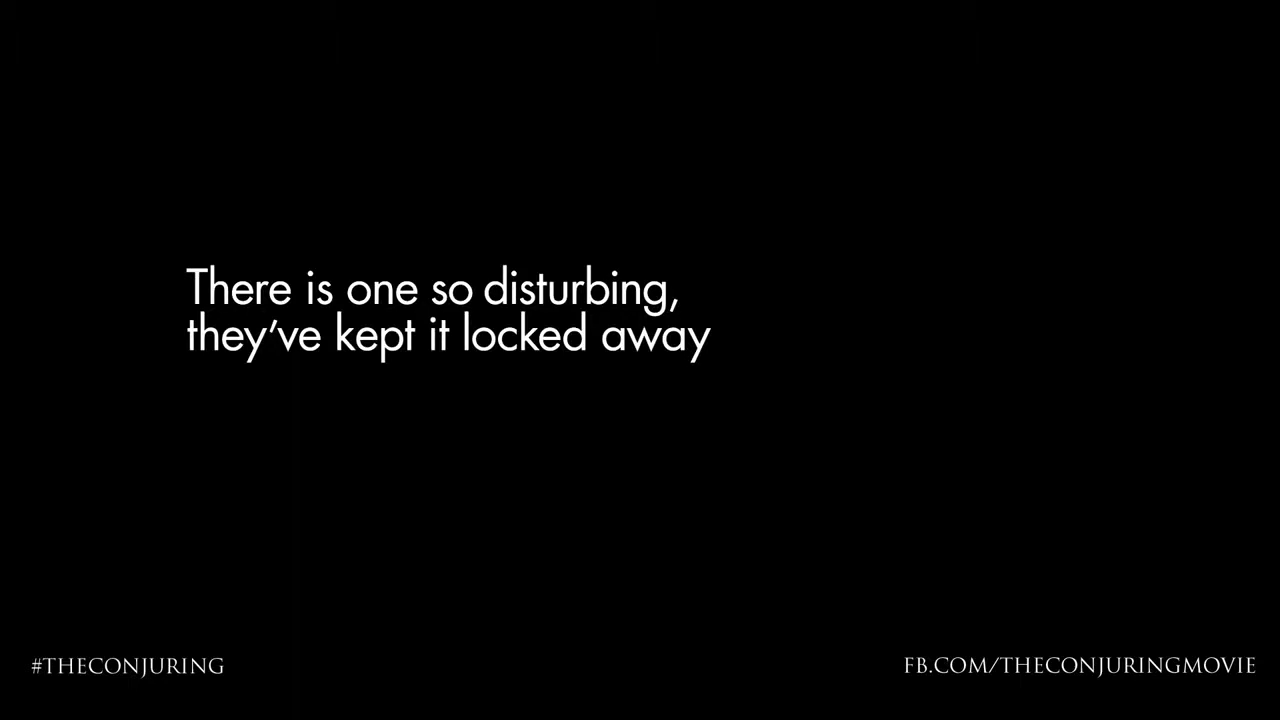 There is one so disturbing,
they've kept it locked away
#THECONJURING
FB.COM/THECONJURINGMOVIE